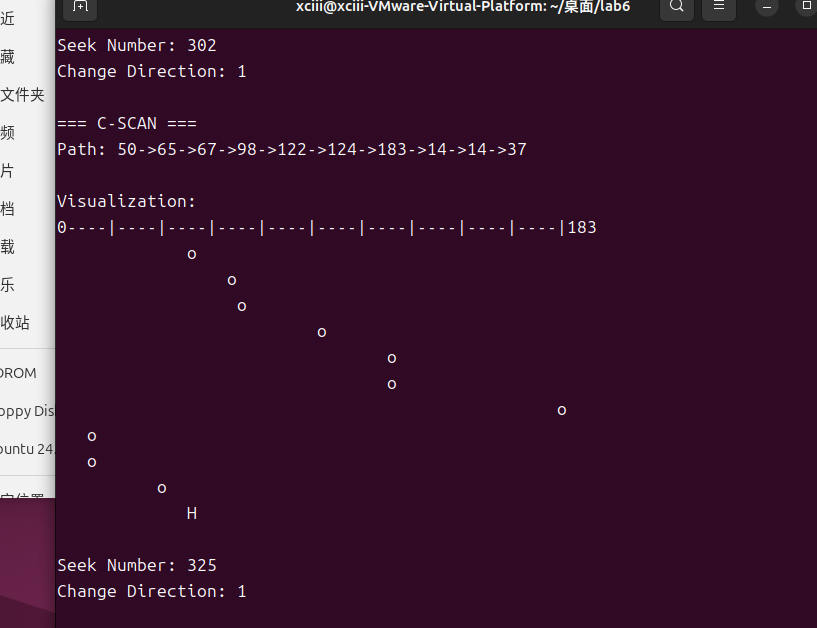 近
藏
文件夹
频
片
档
载
乐
收站
DROM
oppy Dis
buntu 24.
xciii@xciii-VMware-Virtual-Platform: ~/桌面/lab6
Seek Number: 302
Change Direction: 1
=== C-SCAN ===
Path: 50->65->67->98->122->124->183->14->14->37
Visualization:
0----|----|----|----|----|----|----|----|----|----|183
o
o
o
o
o
o
o
o
o
o
H
Seek Number: 325
Change Direction: 1